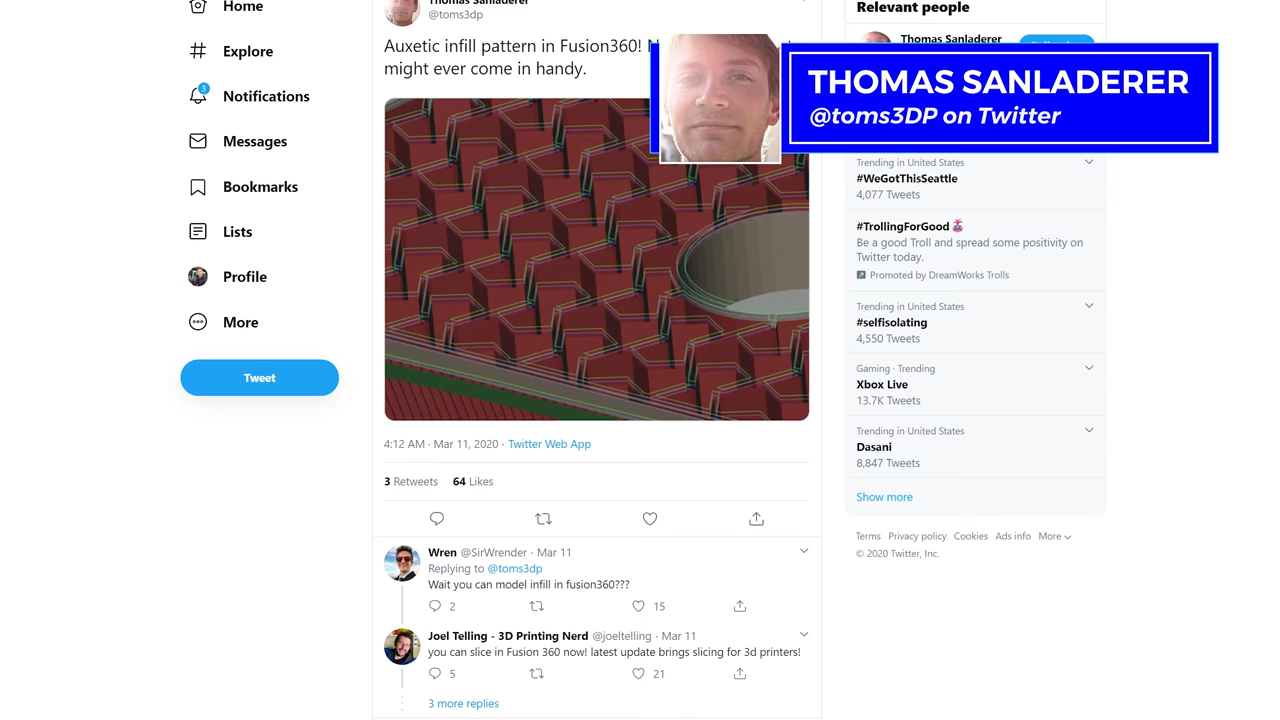 Home
Explore
3
Notifications
Messages
Bookmarks
Lists
Profile
More
Tweet
Thomas Sanladerer
@toms3dp
Auxetic infill pattern in Fusion360!
might ever come in handy.
4:12 AM · Mar 11, 2020 · Twitter Web App
3 Retweets 64 Likes
Wren @SirWrender · Mar 11
Replying to @toms3dp
Wait you can model infill in fusion360???
2 15
Joel Telling - 3D Printing Nerd @joeltelling · Mar 11
you can slice in Fusion 360 now! latest update brings slicing for 3d printers!
5 21
3 more replies
Relevant people
Thomas Sanladerer
THOMAS SANLADERER
@toms3DP on Twitter
Trending in United States
#WeGotThisSeattle
4,077 Tweets
#TrollingForGood
Be a good Troll and spread some positivity on
Twitter today.
Promoted by DreamWorks Trolls
Trending in United States
#selfisolating
4,550 Tweets
Gaming · Trending
Xbox Live
13.7K Tweets
Trending in United States
Dasani
8,847 Tweets
Show more
Terms Privacy policy Cookies Ads info More
© 2020 Twitter, Inc.